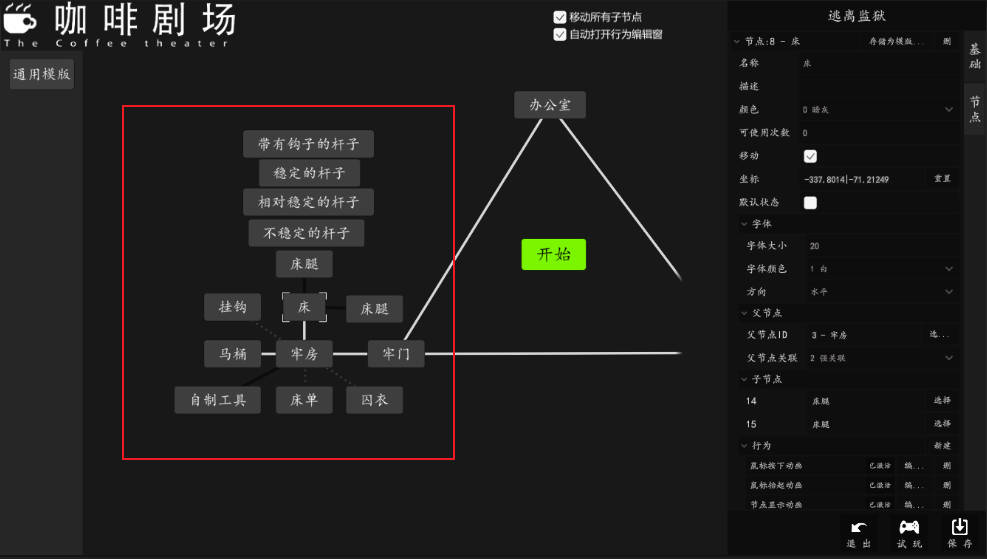 咖啡剧场
The Coffee theater
移动所有子节点
自动打开行为编辑窗
通用模版
办公室
带有钩子的杆子
稳定的杆子
相对稳定的杆子
不稳定的杆子
开始
床腿
挂钩
床
床腿
马桶
牢房
牢门
自制工具
床单
囚衣
逃离监狱
节点:8 - 床
存储为模版...
删
名称
床
描述
颜色
0 暗灰
可使用次数
0
移动
坐标
-337.8014|-71.21249
重置
默认状态
字体
字体大小
20
字体颜色
1 白
方向
水平
父节点
父节点ID
3 - 牢房
选...
父节点关联
2 强关联
子节点
14
床腿
选择
15
床腿
选择
行为
新建
鼠标按下动画
已激活
编...
删
鼠标抬起动画
已激活
编...
删
节点显示动画
已激活
编...
删
基础
节点
退出
试玩
保存